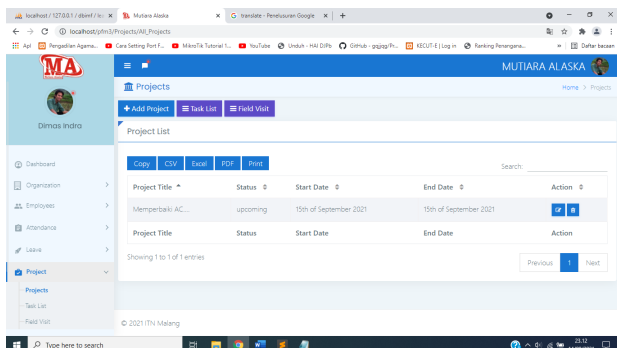 localhost / 127.0.0.1 / dbimf / lea
Mutiara Alaska
translate - Penelusuran Google
localhost/pfm3/Projects/All_Projects
Apl
Pengadilan Agama...
Cara Setting Port F...
MikroTik Tutorial 1...
YouTube
Unduh - HAI DJPb
KECUT-E | Log in
Ranking Penangana...
Daftar bacaan
MA
MUTIARA ALASKA
Projects
Home > Projects
Add Project
Task List
Field Visit
Dimas Indra
Project List
Dashboard
Organization
Employees
Attendance
Leave
Project
Projects
Task List
Field Visit
Copy CSV Excel PDF Print
Search:
Project Title Status Start Date End Date Action
Memperbaiki AC.... upcoming 15th of September 2021 15th of September 2021
Project Title Status Start Date End Date Action
Showing 1 to 1 of 1 entries
Previous 1 Next
© 2021 ITN Malang
Type here to search
23.12